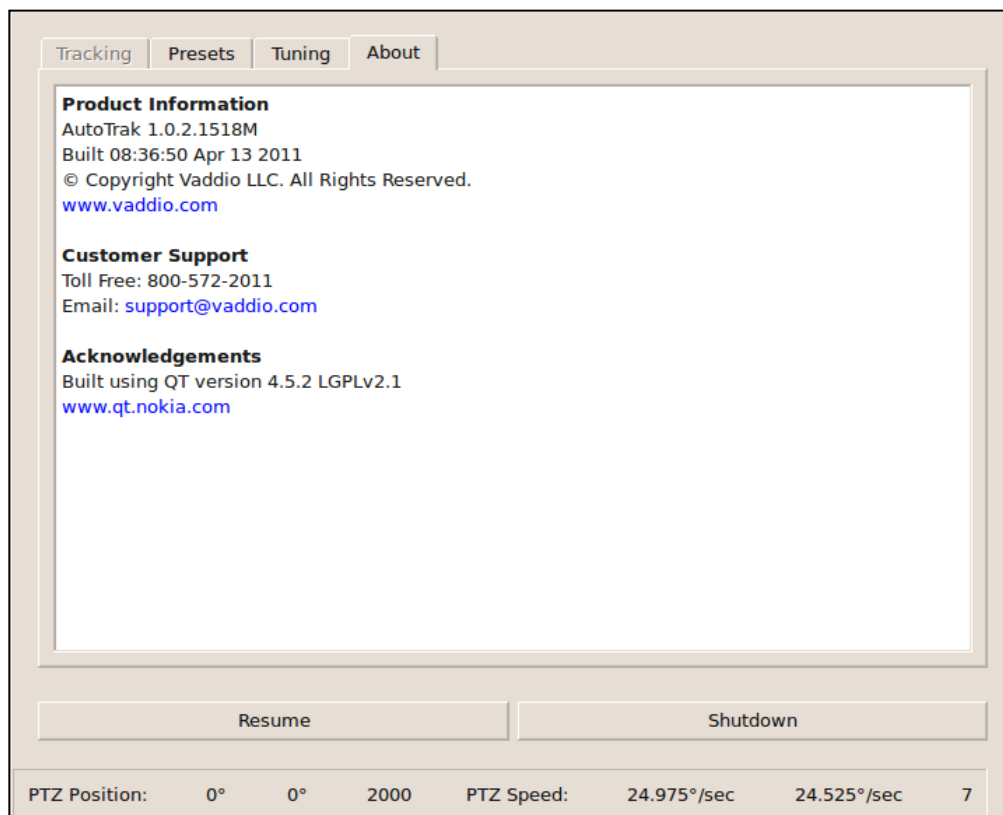 Tracking Presets Tuning About
Product Information
AutoTrak 1.0.2.1518M
Built 08:36:50 Apr 13 2011
© Copyright Vaddio LLC. All Rights Reserved.
www.vaddio.com
Customer Support
Toll Free: 800-572-2011
Email: support@vaddio.com
Acknowledgements
Built using QT version 4.5.2 LGPLv2.1
www.qt.nokia.com
Resume Shutdown
PTZ Position: 0° 0° 2000 PTZ Speed: 24.975°/sec 24.525°/sec 7